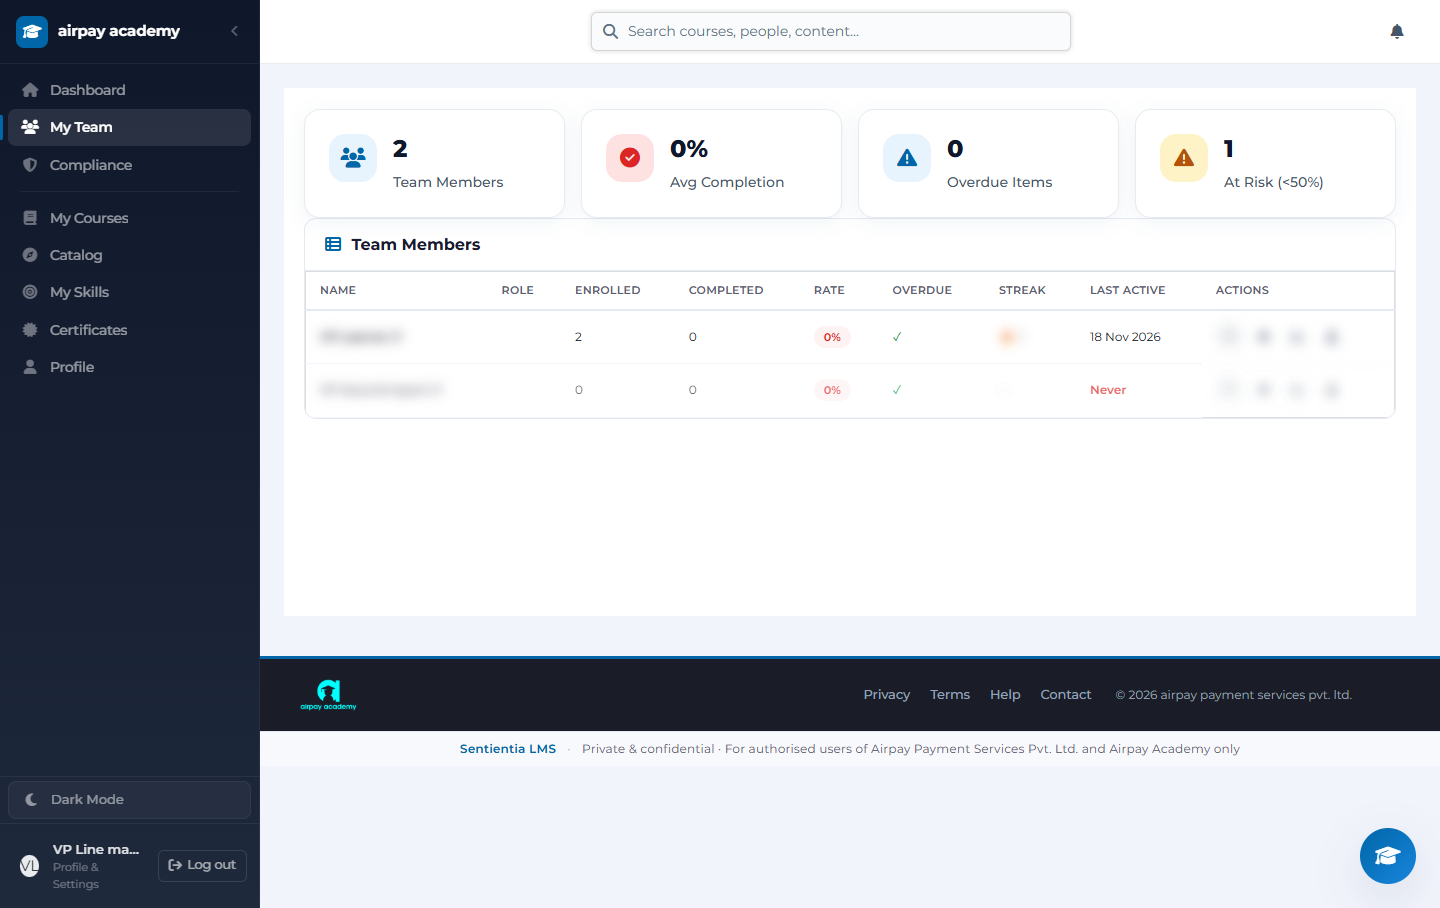 airpay academy
Search courses, people, content...
Dashboard
My Team
Compliance
My Courses
Catalog
My Skills
Certificates
Profile
2
Team Members
0%
Avg Completion
0
Overdue Items
1
At Risk (<50%)
Team Members
NAME ROLE ENROLLED COMPLETED RATE OVERDUE STREAK LAST ACTIVE ACTIONS
2 0 0% ✓ 18 Nov 2026
0 0 0% ✓ Never
airpay academy
Privacy Terms Help Contact © 2026 airpay payment services pvt. ltd.
Sentientia LMS · Private & confidential · For authorised users of Airpay Payment Services Pvt. Ltd. and Airpay Academy only
Dark Mode
VL
VP Line ma...
Profile & Settings
Log out